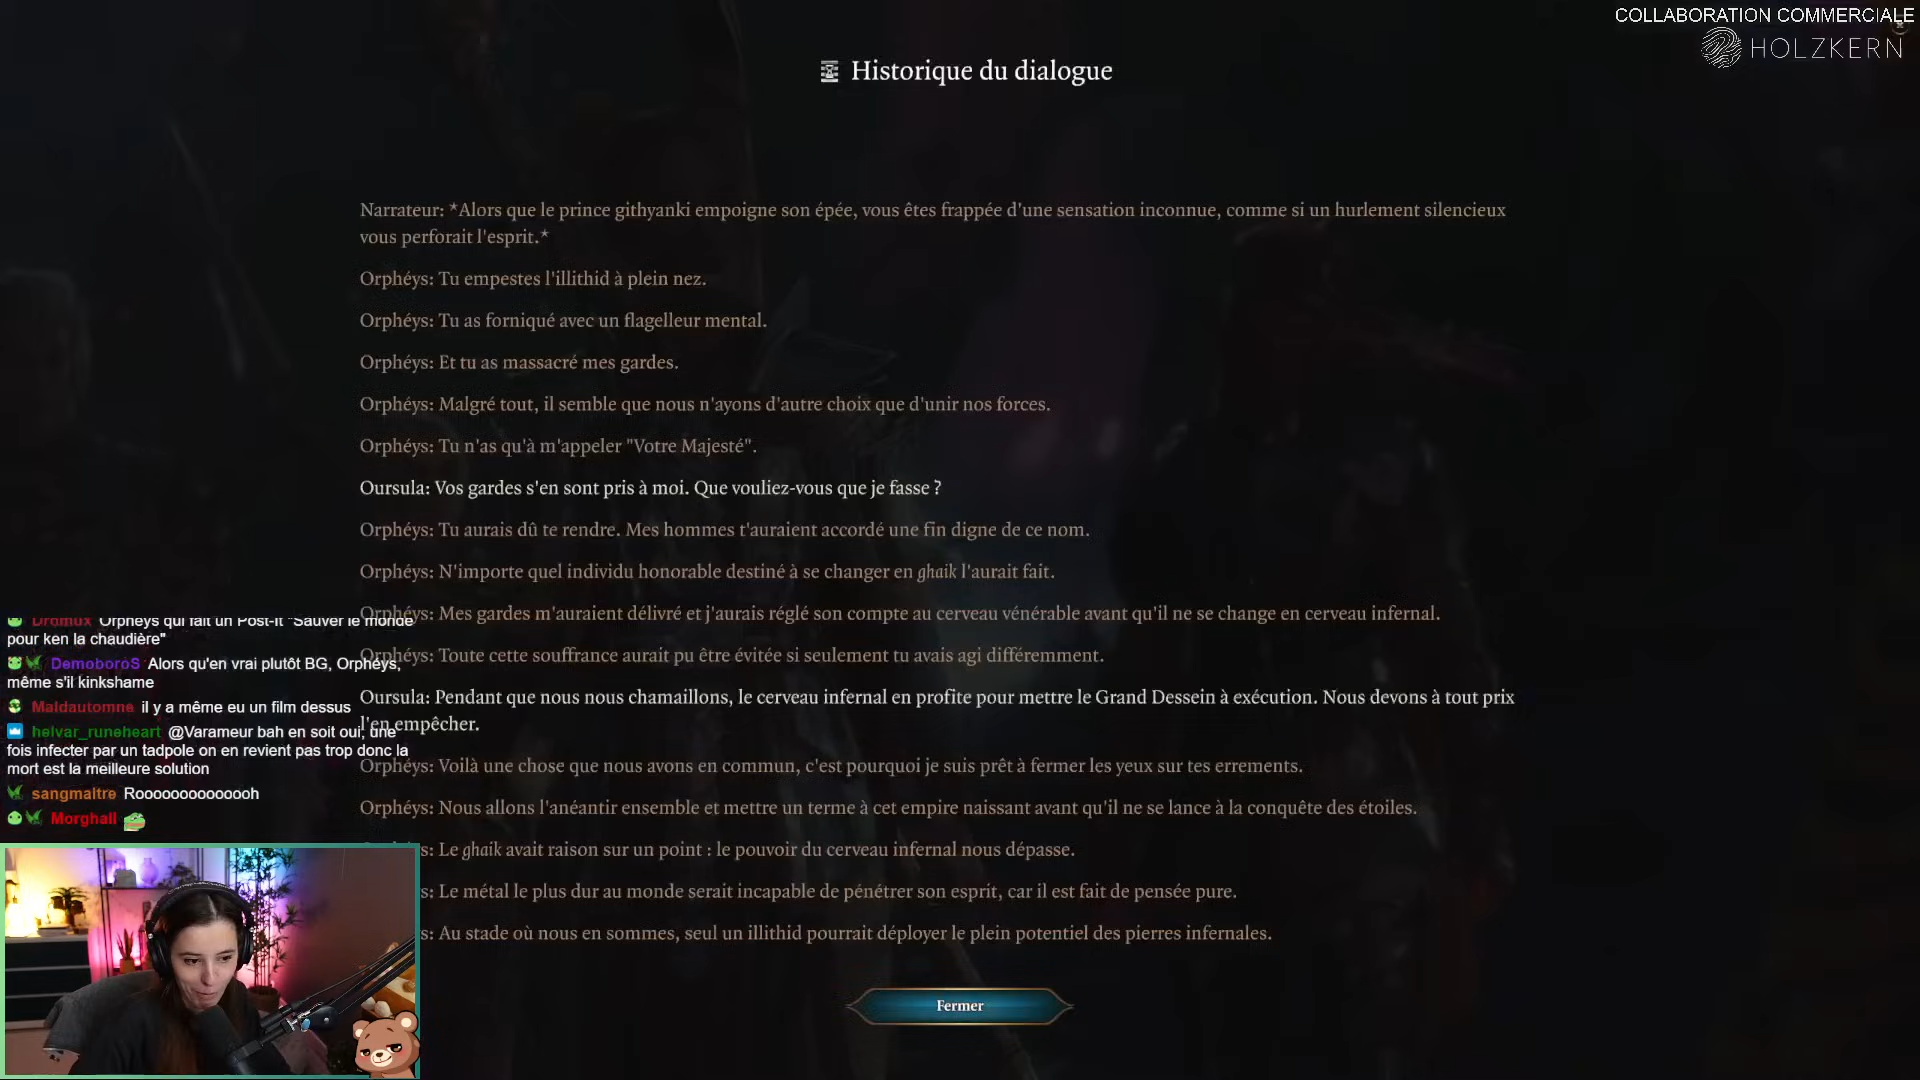 COLLABORATION COMMERCIALE
HOLZKERN
Historique du dialogue
Narrateur: *Alors que le prince githyanki empoigne son épée, vous êtes frappée d'une sensation inconnue, comme si un hurlement silencieux
vous perforait l'esprit.*
Orphéys: Tu empestes l'illithid à plein nez.
Orphéys: Tu as forniqué avec un flagelleur mental.
Orphéys: Et tu as massacré mes gardes.
Orphéys: Malgré tout, il semble que nous n'ayons d'autre choix que d'unir nos forces.
Orphéys: Tu n'as qu'à m'appeler "Votre Majesté".
Oursula: Vos gardes s'en sont pris à moi. Que vouliez-vous que je fasse ?
Orphéys: Tu aurais dû te rendre. Mes hommes t'auraient accordé une fin digne de ce nom.
Orphéys: N'importe quel individu honorable destiné à se changer en ghaik l'aurait fait.
Orphéys: Mes gardes m'auraient délivré et j'aurais réglé son compte au cerveau vénérable avant qu'il ne se change en cerveau infernal.
Orphéys: Toute cette souffrance aurait pu être évitée si seulement tu avais agi différemment.
Oursula: Pendant que nous nous chamaillons, le cerveau infernal en profite pour mettre le Grand Dessein à exécution. Nous devons à tout prix
l'en empêcher.
Orphéys: Voilà une chose que nous avons en commun, c'est pourquoi je suis prêt à fermer les yeux sur tes errements.
Orphéys: Nous allons l'anéantir ensemble et mettre un terme à cet empire naissant avant qu'il ne se lance à la conquête des étoiles.
Orphéys: Le ghaik avait raison sur un point : le pouvoir du cerveau infernal nous dépasse.
s: Le métal le plus dur au monde serait incapable de pénétrer son esprit, car il est fait de pensée pure.
s: Au stade où nous en sommes, seul un illithid pourrait déployer le plein potentiel des pierres infernales.
Fermer
Dromux Orphéys qui fait un Post-it "Sauver le monde
pour ken la chaudière"
DemoboroS Alors qu'en vrai plutôt BG, Orphéys,
même s'il kinkshame
Maldautomne il y a même eu un film dessus
helvar_runeheart @Varameur bah en soit oui, une
fois infecter par un tadpole on en revient pas trop donc la
mort est la meilleure solution
sangmaitre Roooooooooooooh
Morghall